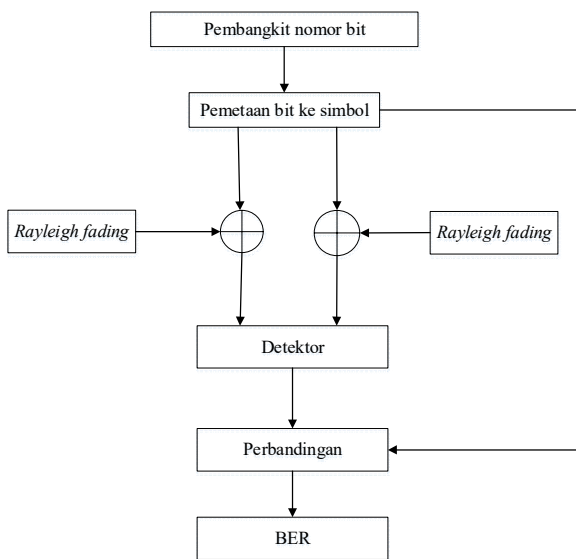 Pembangkit nomor bit
Pemetaan bit ke simbol
Rayleigh fading
Rayleigh fading
Detektor
Perbandingan
BER